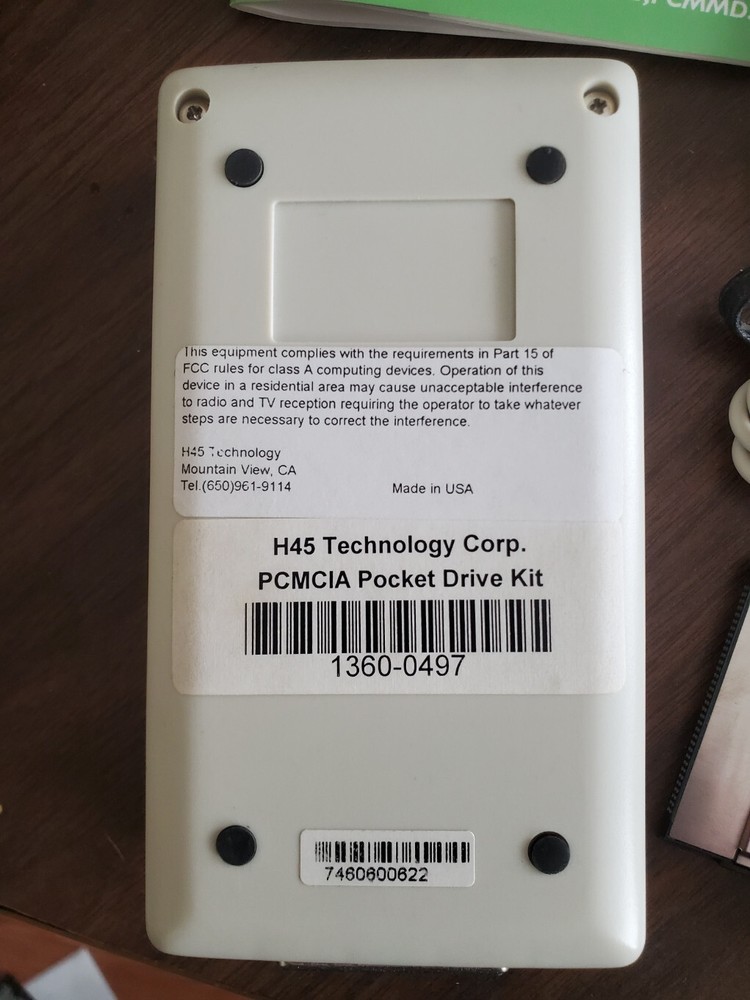 PCMMD
This equipment complies with the requirements in Part 15 of
FCC rules for class A computing devices. Operation of this
device in a residential area may cause unacceptable interference
to radio and TV reception requiring the operator to take whatever
steps are necessary to correct the interference.
H45 Technology
Mountain View, CA
Tel.(650)961-9114 Made in USA
H45 Technology Corp.
PCMCIA Pocket Drive Kit
1360-0497
7460600622